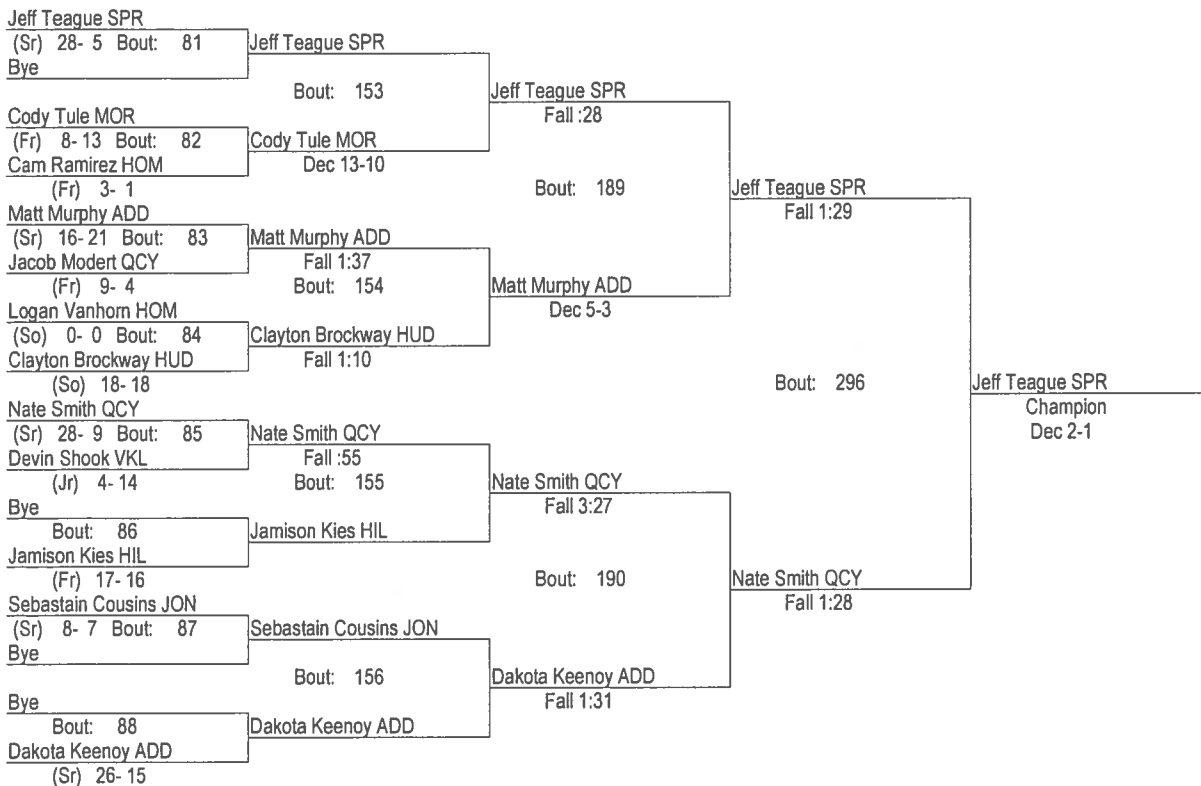 Jeff Teague SPR
(Sr) 28- 5 Bout: 81
Bye
Cody Tule MOR
(Fr) 8- 13 Bout: 82
Cam Ramirez HOM
(Fr) 3- 1
Matt Murphy ADD
(Sr) 16- 21 Bout: 83
Jacob Modert QCY
(Fr) 9- 4
Logan Vanhorn HOM
(So) 0- 0 Bout: 84
Clayton Brockway HUD
(So) 18- 18
Nate Smith QCY
(Sr) 28- 9 Bout: 85
Devin Shook VKL
(Jr) 4- 14
Bye
Bout: 86
Jamison Kies HIL
(Fr) 17- 16
Sebastain Cousins JON
(Sr) 8- 7 Bout: 87
Bye
Bye
Bout: 88
Dakota Keenoy ADD
(Sr) 26- 15
Jeff Teague SPR
Bout: 153
Cody Tule MOR
Dec 13-10
Matt Murphy ADD
Fall 1:37
Bout: 154
Clayton Brockway HUD
Fall 1:10
Nate Smith QCY
Fall :55
Bout: 155
Jamison Kies HIL
Sebastain Cousins JON
Bout: 156
Dakota Keenoy ADD
Jeff Teague SPR
Fall :28
Bout: 189
Matt Murphy ADD
Dec 5-3
Nate Smith QCY
Fall 3:27
Bout: 190
Dakota Keenoy ADD
Fall 1:31
Jeff Teague SPR
Fall 1:29
Bout: 296
Nate Smith QCY
Fall 1:28
Jeff Teague SPR
Champion
Dec 2-1